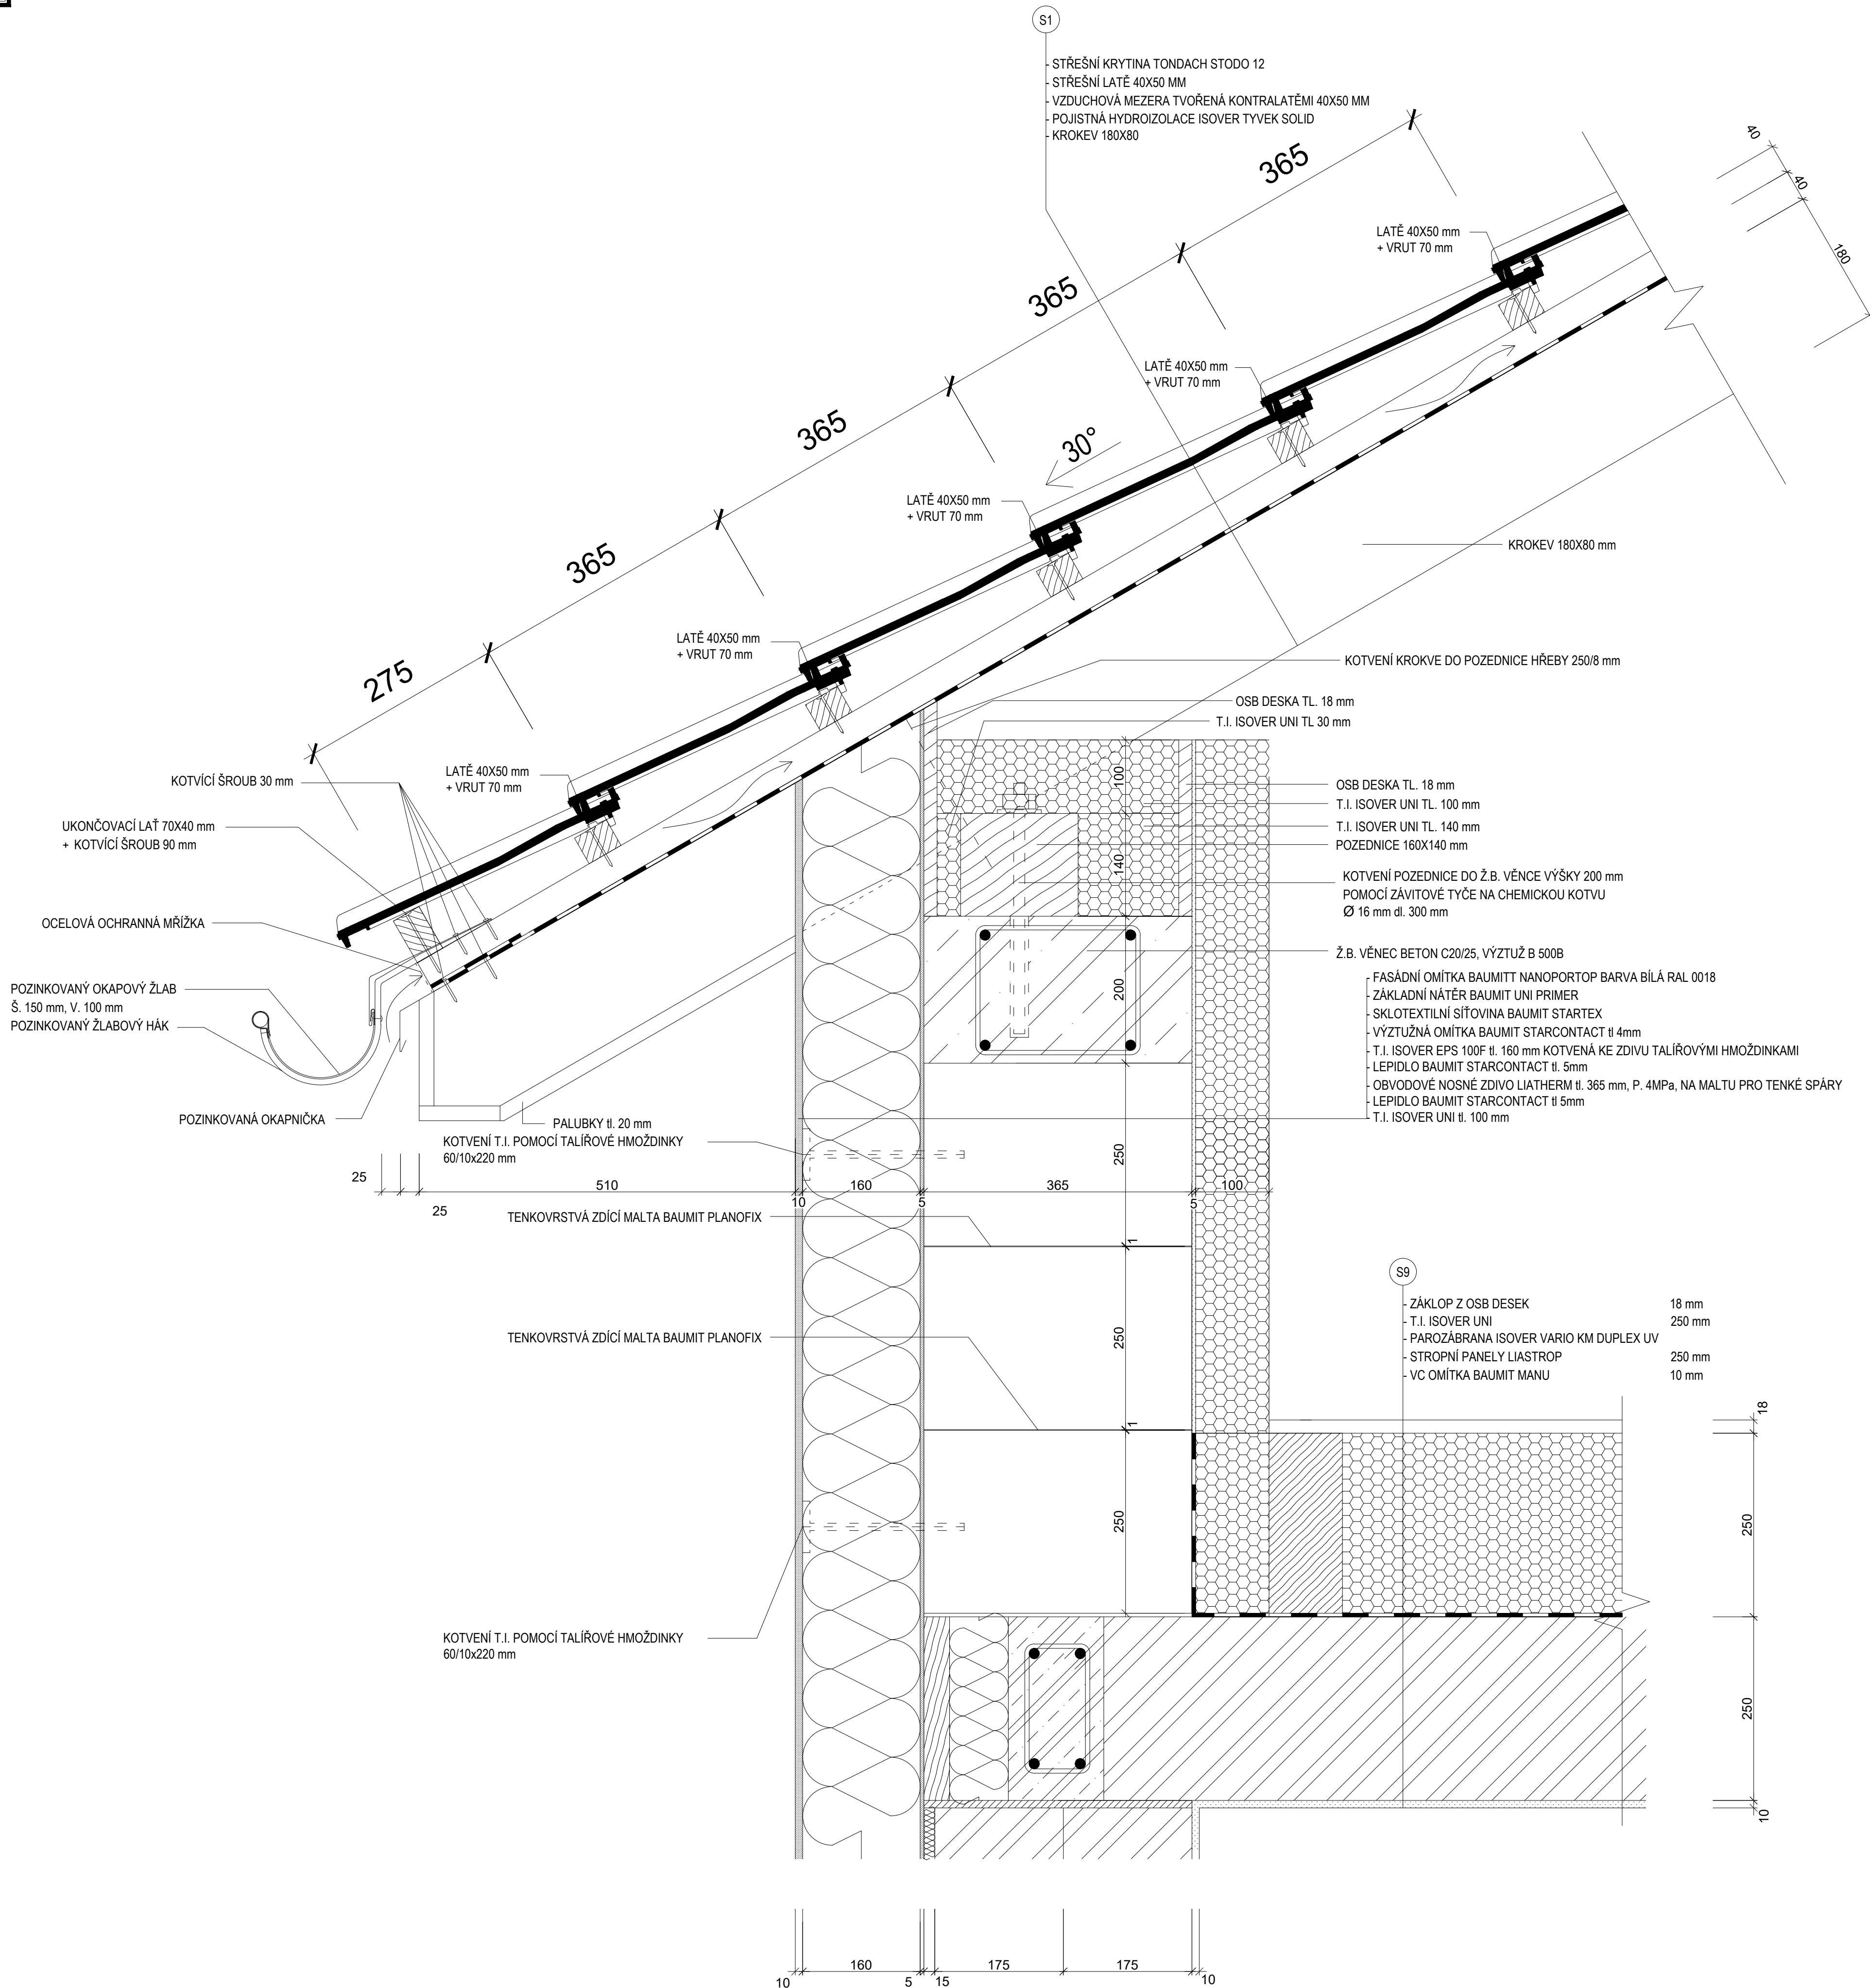 S1
- STŘEŠNÍ KRYTINA TONDACH STODO 12
- STŘEŠNÍ LATĚ 40X50 MM
- VZDUCHOVÁ MEZERA TVOŘENÁ KONTRALATĚMI 40X50 MM
- POJISTNÁ HYDROIZOLACE ISOVER TYVEK SOLID
- KROKEV 180X80
40
40
180
365
365
365
365
275
30°
LATĚ 40X50 mm
+ VRUT 70 mm
LATĚ 40X50 mm
+ VRUT 70 mm
LATĚ 40X50 mm
+ VRUT 70 mm
LATĚ 40X50 mm
+ VRUT 70 mm
LATĚ 40X50 mm
+ VRUT 70 mm
KROKEV 180X80 mm
KOTVENÍ KROKVE DO POZEDNICE HŘEBY 250/8 mm
OSB DESKA TL. 18 mm
T.I. ISOVER UNI TL 30 mm
KOTVÍCÍ ŠROUB 30 mm
UKONČOVACÍ LAŤ 70X40 mm
+ KOTVÍCÍ ŠROUB 90 mm
OCELOVÁ OCHRANNÁ MŘÍŽKA
POZINKOVANÝ OKAPOVÝ ŽLAB
Š. 150 mm, V. 100 mm
POZINKOVANÝ ŽLABOVÝ HÁK
POZINKOVANÁ OKAPNIČKA
PALUBKY tl. 20 mm
OSB DESKA TL. 18 mm
T.I. ISOVER UNI TL. 100 mm
T.I. ISOVER UNI TL. 140 mm
POZEDNICE 160X140 mm
KOTVENÍ POZEDNICE DO Ž.B. VĚNCE VÝŠKY 200 mm
POMOCÍ ZÁVITOVÉ TYČE NA CHEMICKOU KOTVU
Ø 16 mm dl. 300 mm
Ž.B. VĚNEC BETON C20/25, VÝZTUŽ B 500B
- FASÁDNÍ OMÍTKA BAUMITT NANOPORTOP BARVA BÍLÁ RAL 0018
- ZÁKLADNÍ NÁTĚR BAUMIT UNI PRIMER
- SKLOTEXTILNÍ SÍŤOVINA BAUMIT STARTEX
- VÝZTUŽNÁ OMÍTKA BAUMIT STARCONTACT tl 4mm
- T.I. ISOVER EPS 100F tl. 160 mm KOTVENÁ KE ZDIVU TALÍŘOVÝMI HMOŽDINKAMI
- LEPIDLO BAUMIT STARCONTACT tl. 5mm
- OBVODOVÉ NOSNÉ ZDIVO LIATHERM tl. 365 mm, P. 4MPa, NA MALTU PRO TENKÉ SPÁRY
- LEPIDLO BAUMIT STARCONTACT tl 5mm
- T.I. ISOVER UNI tl. 100 mm
100
140
200
250
1
250
1
250
KOTVENÍ T.I. POMOCÍ TALÍŘOVÉ HMOŽDINKY
60/10x220 mm
25
25
510
10
160
5
365
5
100
TENKOVRSTVÁ ZDÍCÍ MALTA BAUMIT PLANOFIX
TENKOVRSTVÁ ZDÍCÍ MALTA BAUMIT PLANOFIX
S9
- ZÁKLOP Z OSB DESEK 18 mm
- T.I. ISOVER UNI 250 mm
- PAROZÁBRANA ISOVER VARIO KM DUPLEX UV
- STROPNÍ PANELY LIASTROP 250 mm
- VC OMÍTKA BAUMIT MANU 10 mm
18
250
250
10
KOTVENÍ T.I. POMOCÍ TALÍŘOVÉ HMOŽDINKY
60/10x220 mm
10
160
5
15
175
175
10